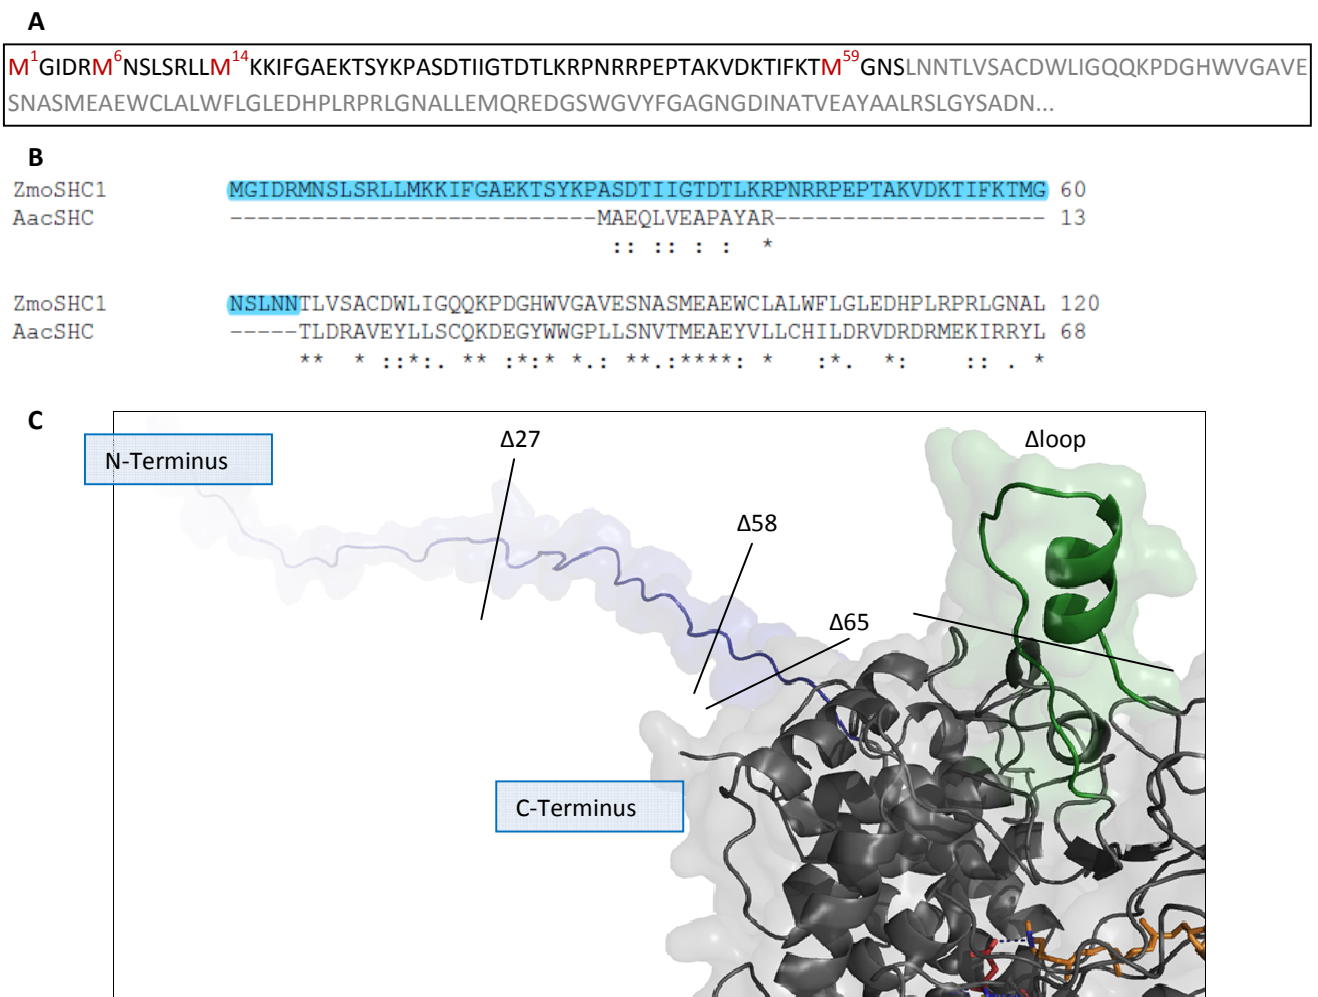 A
M1GIDRM6NSLSRLLM14KKIFGAEKTSYKPASDTIIGTDTLKRPNRRPEPTAKVDKTIFKTM59GNSLNNTLVSACDWLIGQQKPDGHWVGAVE
SNASMEAEWCLALWFLGLEDHPLRPRLGNALLEMQREDGSWGVYFGAGNGDINATVEAYAALRSLGYSADN...
B
ZmoSHC1 MGIDRMNSLSRLLMKKIFGAEKTSYKPASDTIIGTDTLKRPNRRPEPTAKVDKTIFKTMG 60
AacSHC --------------------------------MAEQLVEAPAYAR------------------- 13
:: :: : : *
ZmoSHC1 NSLNNTLVSACDWLIGQQKPDGHWVGAVESNASMEAEWCLALWFLGLEDHPLRPRLGNAL 120
AacSHC -----TLDRAVEYLLSCQKDEGYWWGPLLSNVTMEAEYVLLCHILDRVDRDRMEKIRRYL 68
** * ::*:. ** :*:* *.: **.:****: * :*. *: :: . *
C
N-Terminus
Δ27
Δloop
Δ58
Δ65
C-Terminus